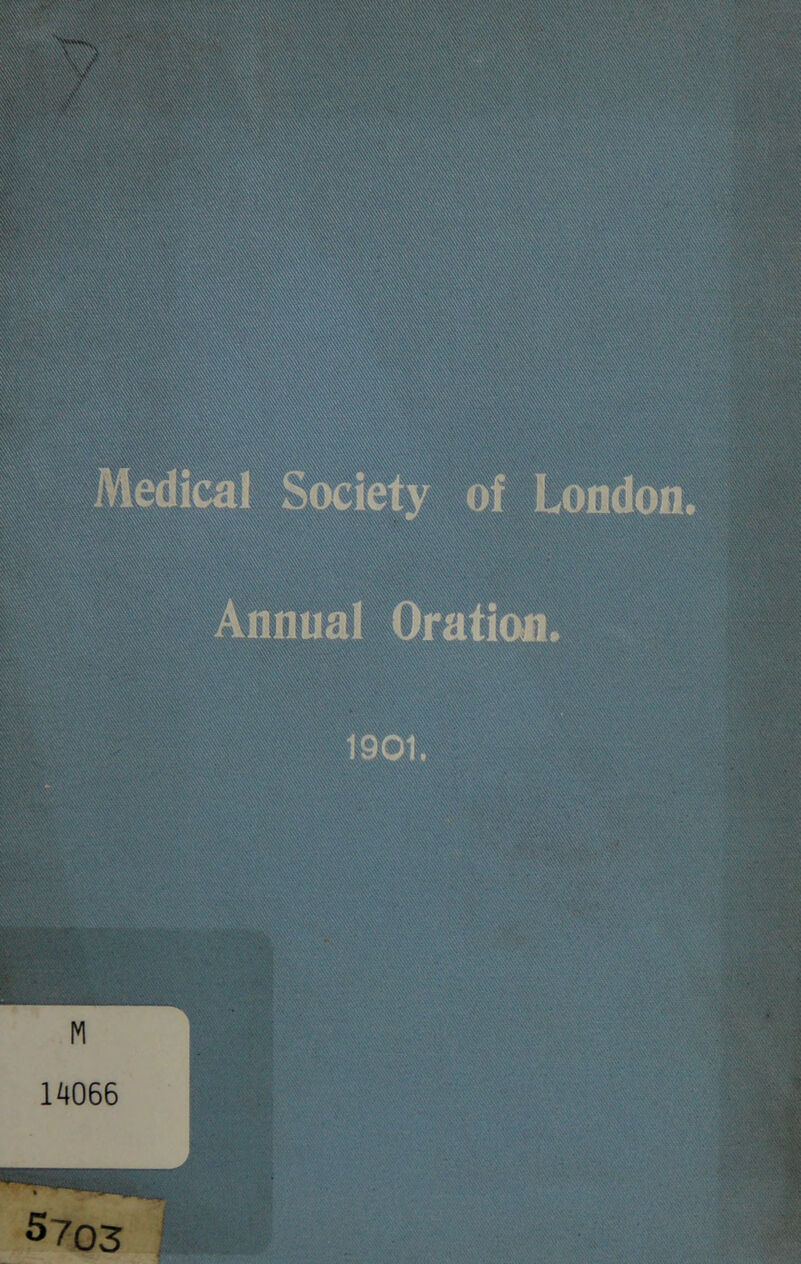 Medical Society of London.
Annual Oration.
1901.
M
14066
5703